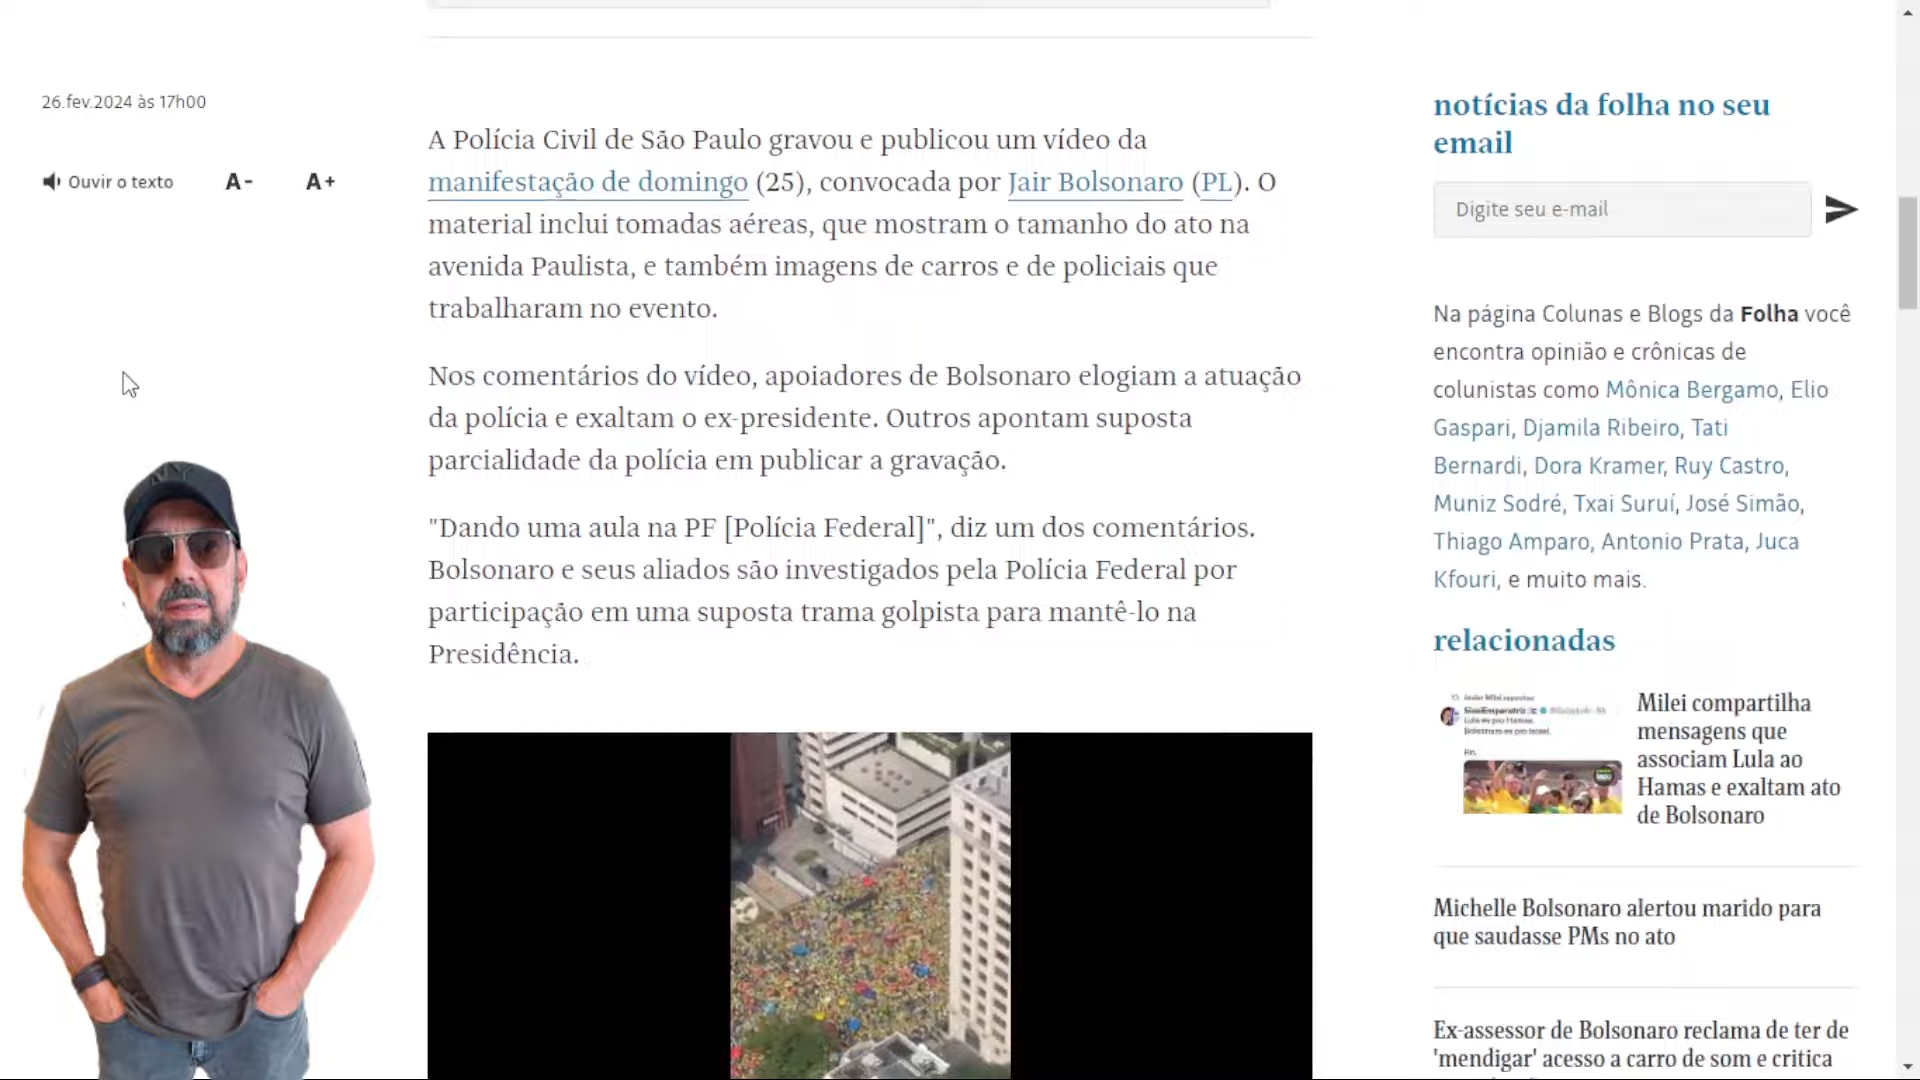 26.fev.2024 às 17h00
Ouvir o texto A- A+
A Polícia Civil de São Paulo gravou e publicou um vídeo da
manifestação de domingo (25), convocada por Jair Bolsonaro (PL). O
material inclui tomadas aéreas, que mostram o tamanho do ato na
avenida Paulista, e também imagens de carros e de policiais que
trabalharam no evento.
Nos comentários do vídeo, apoiadores de Bolsonaro elogiam a atuação
da polícia e exaltam o ex-presidente. Outros apontam suposta
parcialidade da polícia em publicar a gravação.
"Dando uma aula na PF [Polícia Federal]", diz um dos comentários.
Bolsonaro e seus aliados são investigados pela Polícia Federal por
participação em uma suposta trama golpista para mantê-lo na
Presidência.
notícias da folha no seu
email
Digite seu e-mail
Na página Colunas e Blogs da Folha você
encontra opinião e crônicas de
colunistas como Mônica Bergamo, Elio
Gaspari, Djamila Ribeiro, Tati
Bernardi, Dora Kramer, Ruy Castro,
Muniz Sodré, Txai Suruí, José Simão,
Thiago Amparo, Antonio Prata, Juca
Kfouri, e muito mais.
relacionadas
Milei compartilha
mensagens que
associam Lula ao
Hamas e exaltam ato
de Bolsonaro
Michelle Bolsonaro alertou marido para
que saudasse PMs no ato
Ex-assessor de Bolsonaro reclama de ter de
'mendigar' acesso a carro de som e critica